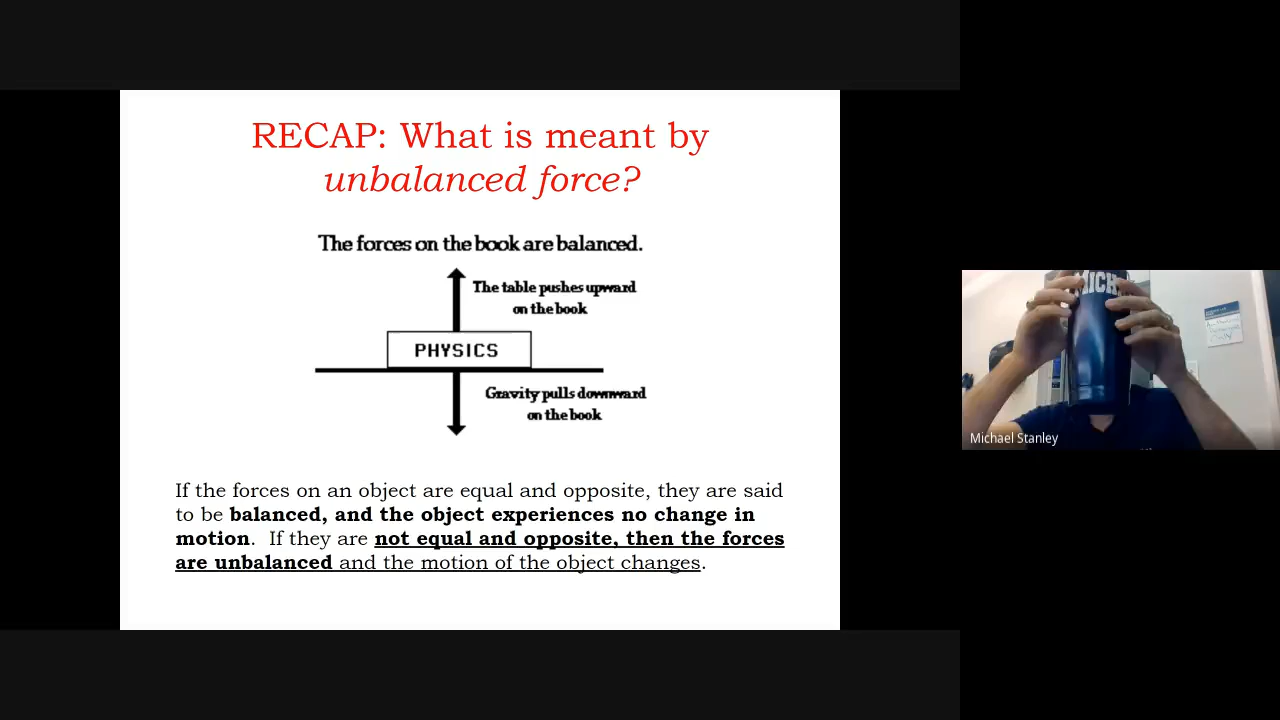 RECAP: What is meant by
unbalanced force?
The forces on the book are balanced.
The table pushes upward
on the book
PHYSICS
Gravity pulls downward
on the book
If the forces on an object are equal and opposite, they are said
to be balanced, and the object experiences no change in
motion.  If they are not equal and opposite, then the forces
are unbalanced and the motion of the object changes.
MICH
Michael Stanley